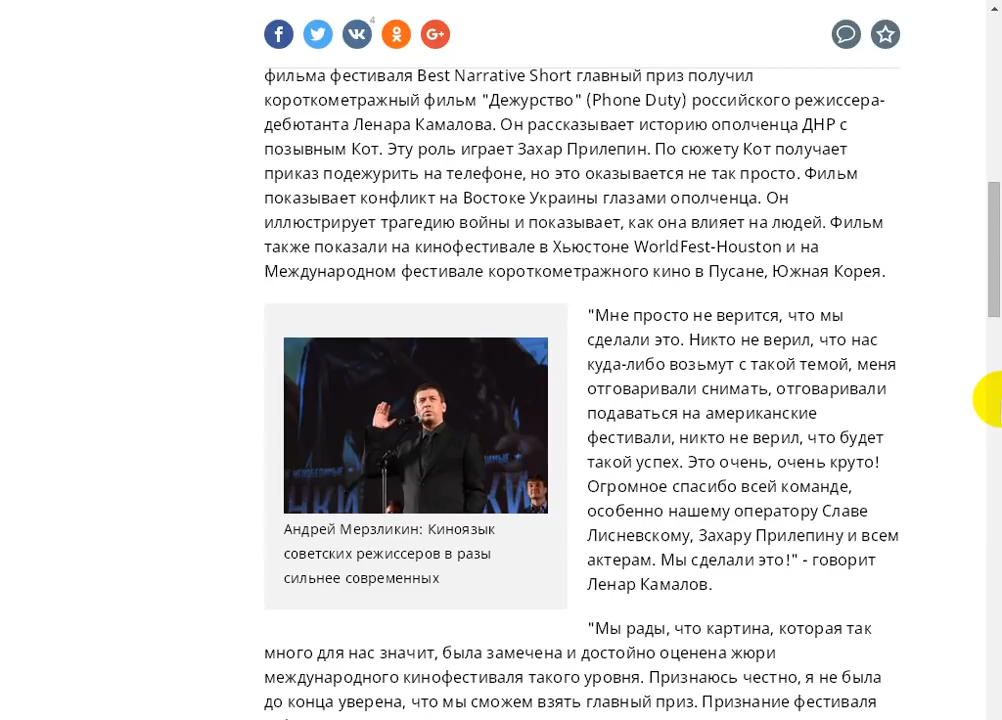 4
фильма фестиваля Best Narrative Short главный приз получил
короткометражный фильм "Дежурство" (Phone Duty) российского режиссера-
дебютанта Ленара Камалова. Он рассказывает историю ополченца ДНР с
позывным Кот. Эту роль играет Захар Прилепин. По сюжету Кот получает
приказ подежурить на телефоне, но это оказывается не так просто. Фильм
показывает конфликт на Востоке Украины глазами ополченца. Он
иллюстрирует трагедию войны и показывает, как она влияет на людей. Фильм
также показали на кинофестивале в Хьюстоне WorldFest-Houston и на
Международном фестивале короткометражного кино в Пусане, Южная Корея.
Андрей Мерзликин: Киноязык
советских режиссеров в разы
сильнее современных
"Мне просто не верится, что мы
сделали это. Никто не верил, что нас
куда-либо возьмут с такой темой, меня
отговаривали снимать, отговаривали
подаваться на американские
фестивали, никто не верил, что будет
такой успех. Это очень, очень круто!
Огромное спасибо всей команде,
особенно нашему оператору Славе
Лисневскому, Захару Прилепину и всем
актерам. Мы сделали это!" - говорит
Ленар Камалов.
"Мы рады, что картина, которая так
много для нас значит, была замечена и достойно оценена жюри
международного кинофестиваля такого уровня. Признаюсь честно, я не была
до конца уверена, что мы сможем взять главный приз. Признание фестиваля